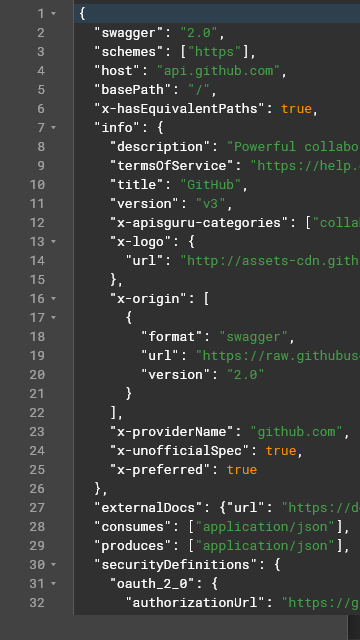 1 {
2 "swagger": "2.0",
3 "schemes": ["https"],
4 "host": "api.github.com",
5 "basePath": "/",
6 "x-hasEquivalentPaths": true,
7 "info": {
8 "description": "Powerful collabo
9 "termsOfService": "https://help.
10 "title": "GitHub",
11 "version": "v3",
12 "x-apisguru-categories": ["colla
13 "x-logo": {
14 "url": "http://assets-cdn.gith
15 },
16 "x-origin": [
17 {
18 "format": "swagger",
19 "url": "https://raw.githubus
20 "version": "2.0"
21 }
22 ],
23 "x-providerName": "github.com",
24 "x-unofficialSpec": true,
25 "x-preferred": true
26 },
27 "externalDocs": {"url": "https://d
28 "consumes": ["application/json"],
29 "produces": ["application/json"],
30 "securityDefinitions": {
31 "oauth_2_0": {
32 "authorizationUrl": "https://g